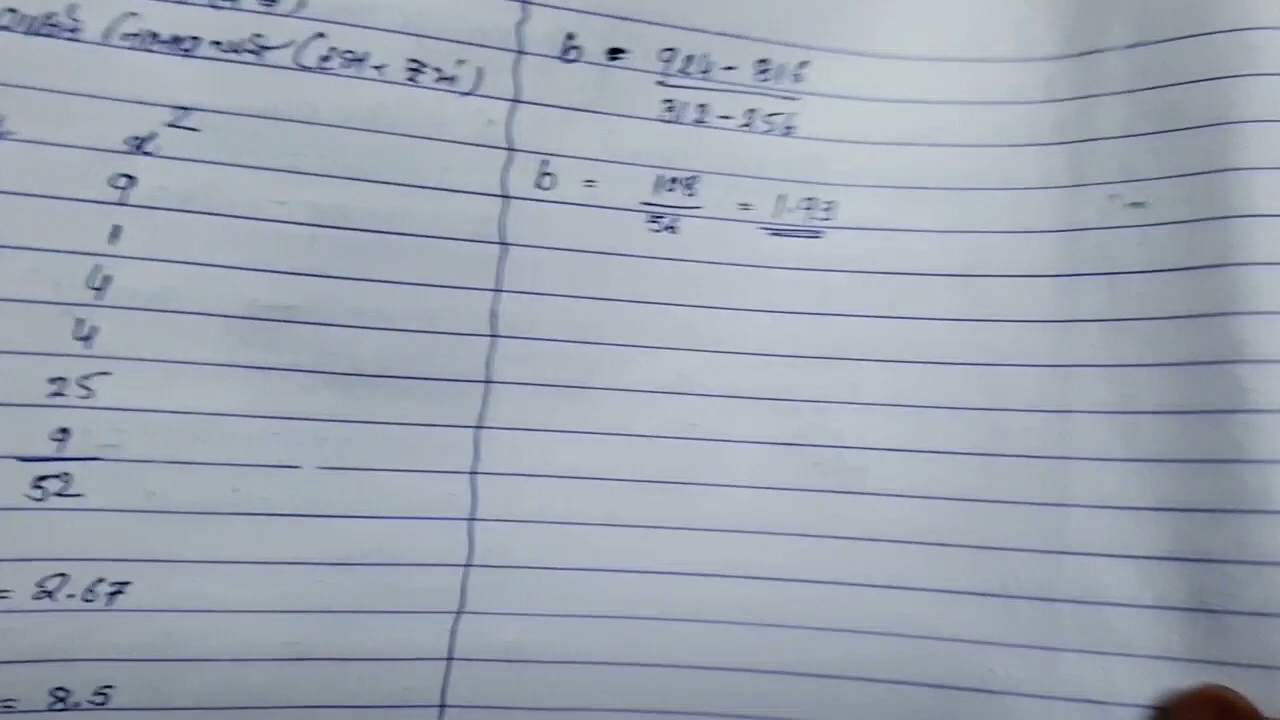 x²
9
1
4
4
25
9
52
= 2.67
= 8.5
b = 924 - 816
312 - 256
b = 108
56
= 1.93